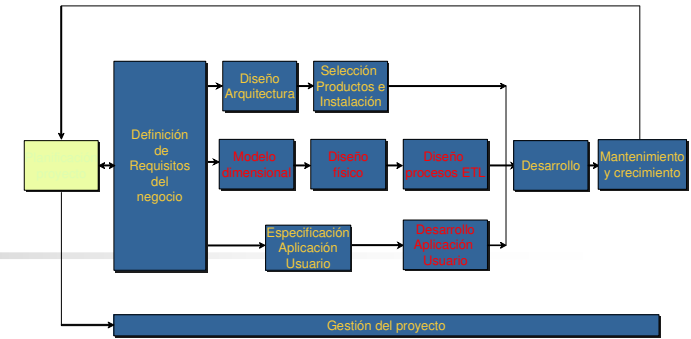 Diseño
Arquitectura
Selección
Productos e
Instalación
Definición
de
Requisitos
del
negocio
Modelo
dimensional
Diseño
físico
Diseño
procesos ETL
Desarrollo
Mantenimiento
y crecimiento
Especificación
Aplicación
Usuario
Desarrollo
Aplicación
Usuario
Gestión del proyecto